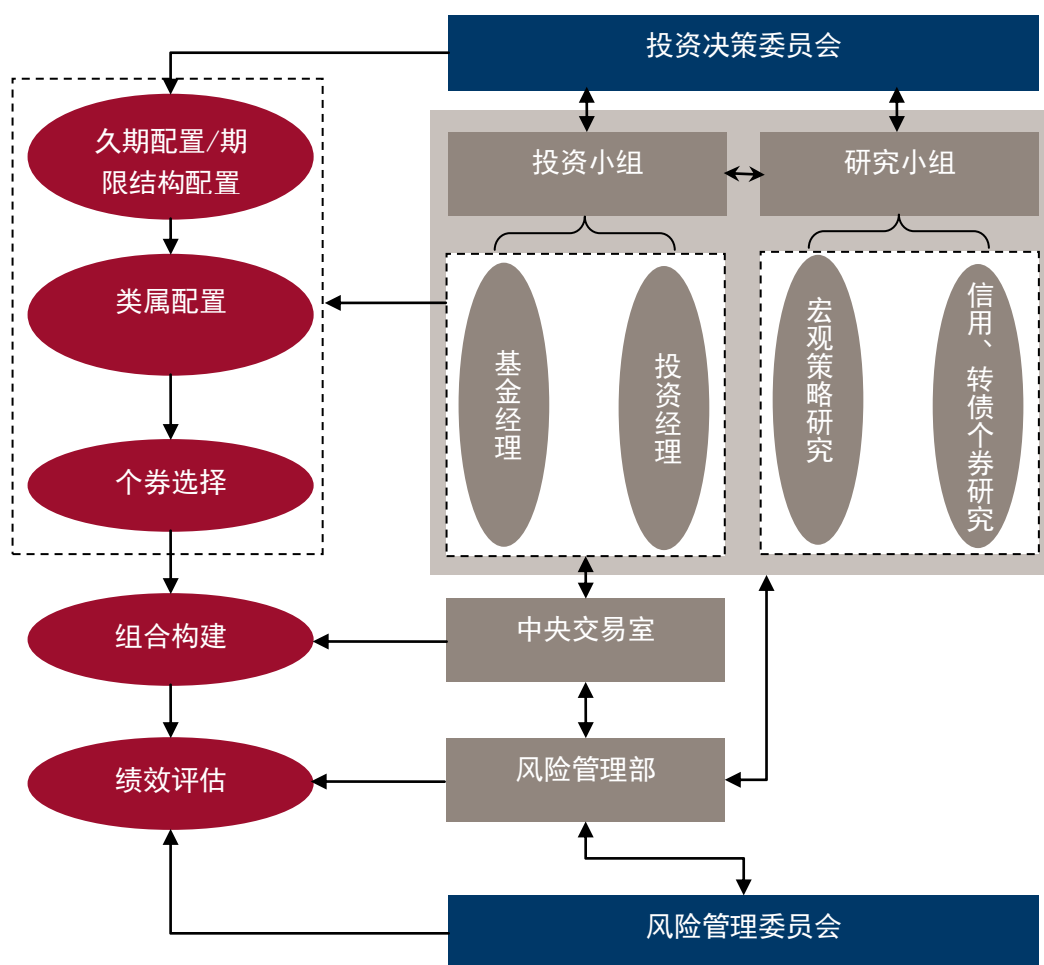 投资决策委员会
久期配置/期
限结构配置
投资小组
研究小组
类属配置
基金经理
投资经理
宏观策略研究
信用、转债个券研究
个券选择
组合构建
中央交易室
绩效评估
风险管理部
风险管理委员会